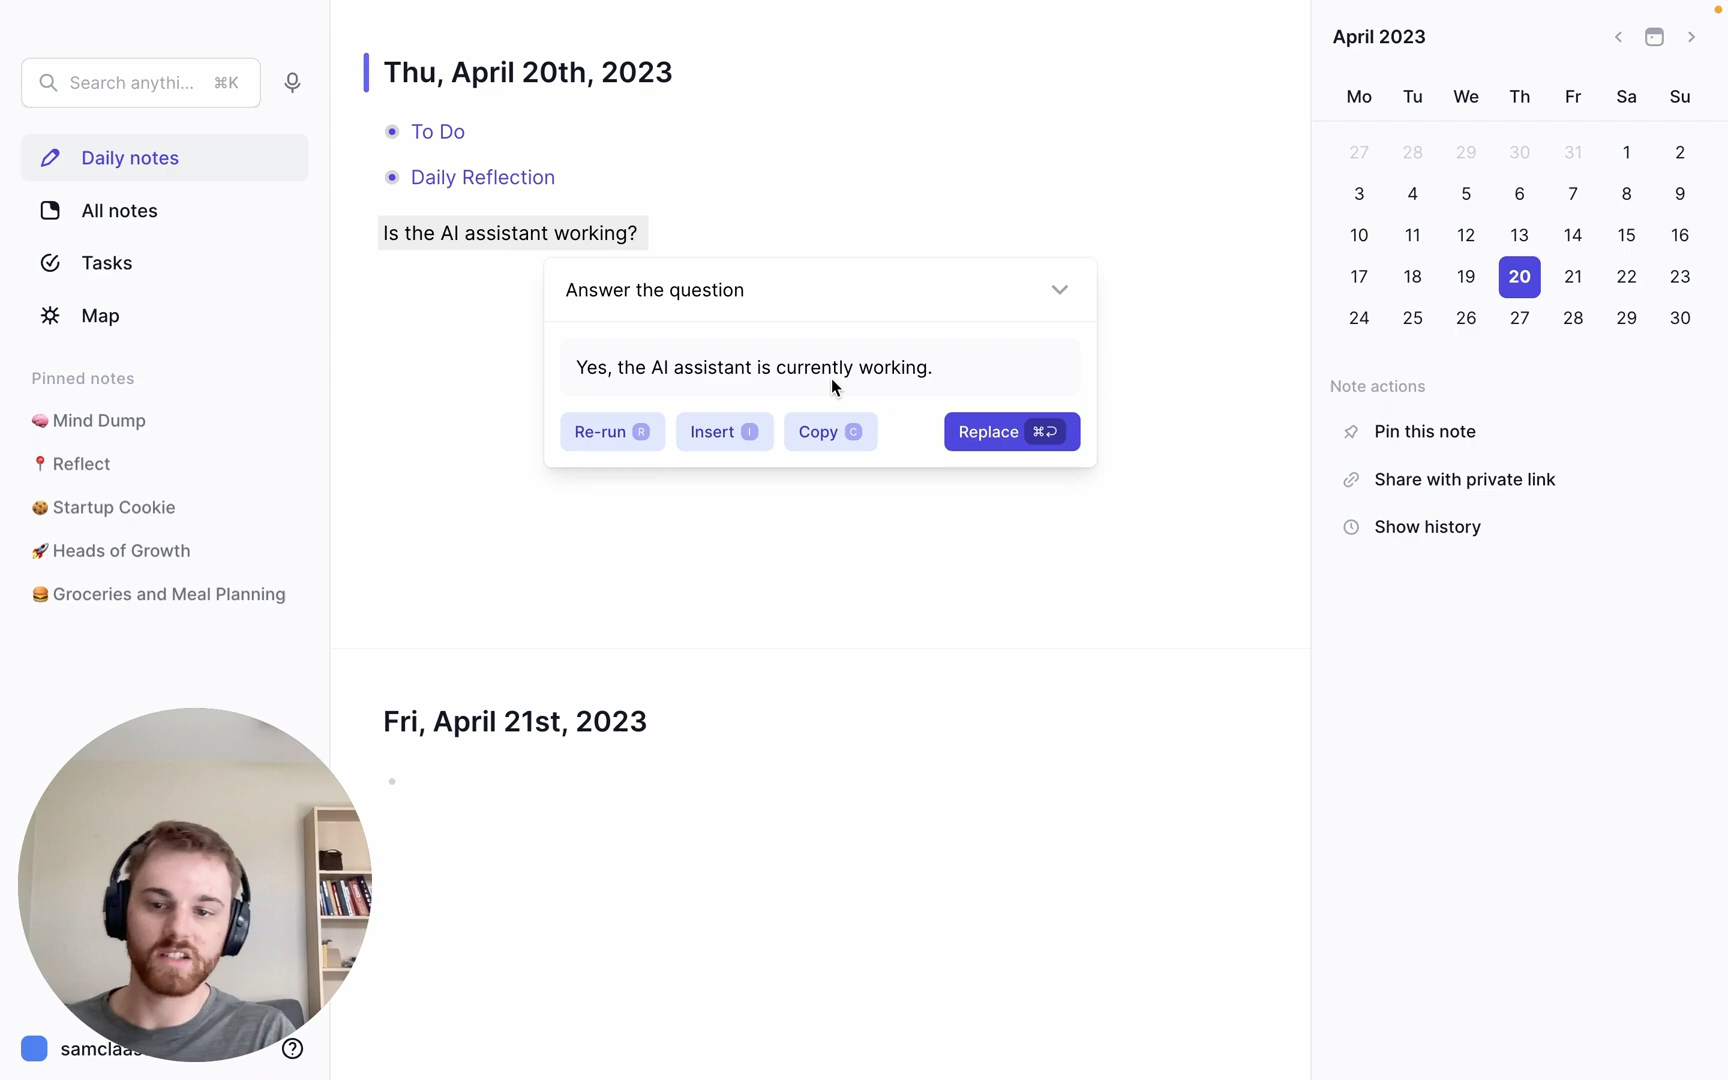 Search anythi... ⌘K
Daily notes
All notes
Tasks
Map
Pinned notes
🧠 Mind Dump
📍 Reflect
🍪 Startup Cookie
🚀 Heads of Growth
🍔 Groceries and Meal Planning
samclaa
Thu, April 20th, 2023
To Do
Daily Reflection
Is the AI assistant working?
Answer the question
Yes, the AI assistant is currently working.
Re-run R Insert I Copy C Replace ⌘↩
Fri, April 21st, 2023
April 2023
Mo Tu We Th Fr Sa Su
27 28 29 30 31 1 2
3 4 5 6 7 8 9
10 11 12 13 14 15 16
17 18 19 20 21 22 23
24 25 26 27 28 29 30
Note actions
Pin this note
Share with private link
Show history